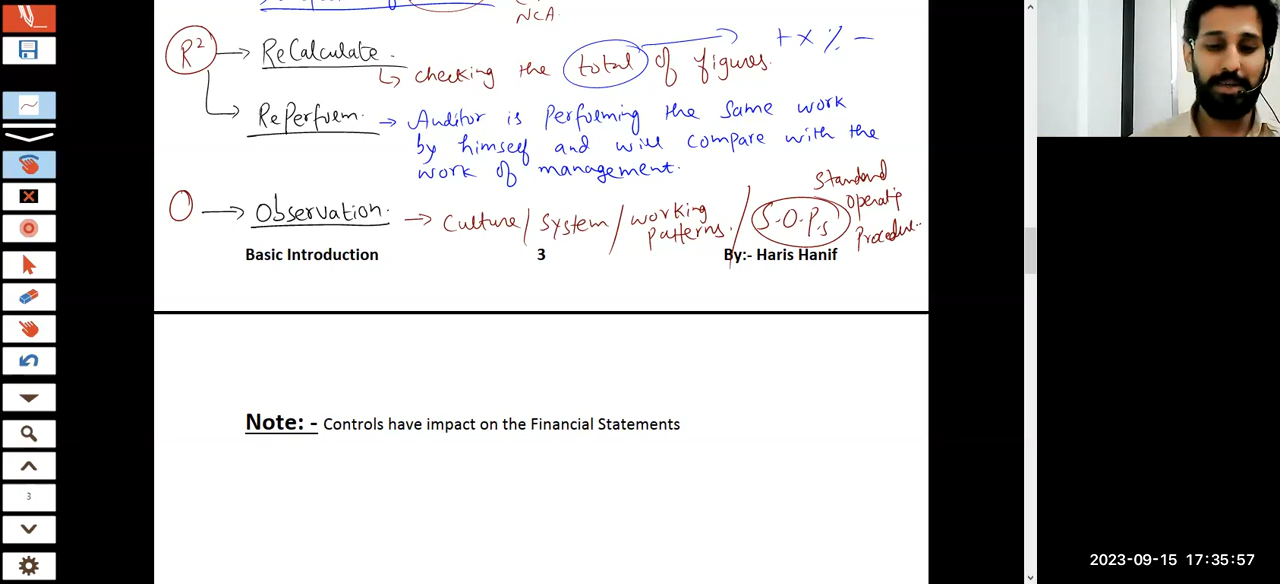 NCA.
R² → ReCalculate.
↳ checking the total of figures. → + × % −
→ RePerform. → Auditor is performing the same work
by himself and will compare with the
work of management.
O → Observation. → Culture / System / working patterns. / S.O.P.s Standard Operatig Procedure..
Basic Introduction 3 By:- Haris Hanif
Note: - Controls have impact on the Financial Statements
3
2023-09-15 17:35:57